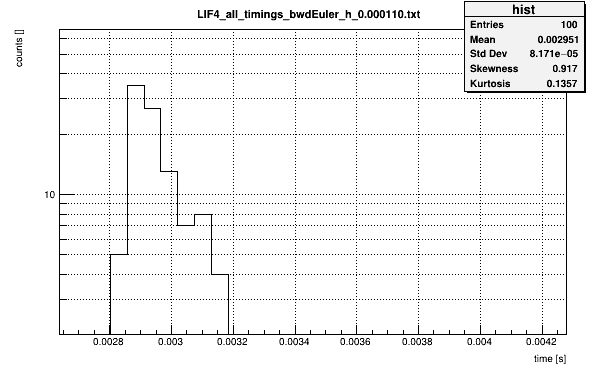 LIF4_all_timings_bwdEuler_h_0.000110.txt
hist
Entries 100
Mean 0.002951
Std Dev 8.171e−05
Skewness 0.917
Kurtosis 0.1357
counts []
10
0.0028 0.003 0.0032 0.0034 0.0036 0.0038 0.004 0.0042
time [s]